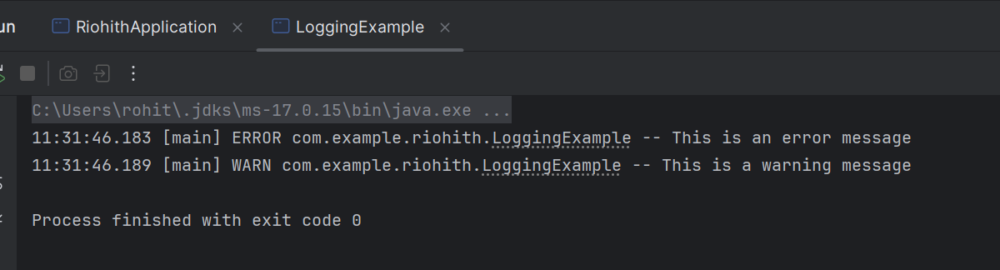 RiohithApplication
LoggingExample
C:\Users\rohit\.jdks\ms-17.0.15\bin\java.exe ...
11:31:46.183 [main] ERROR com.example.riohith.LoggingExample -- This is an error message
11:31:46.189 [main] WARN com.example.riohith.LoggingExample -- This is a warning message
Process finished with exit code 0